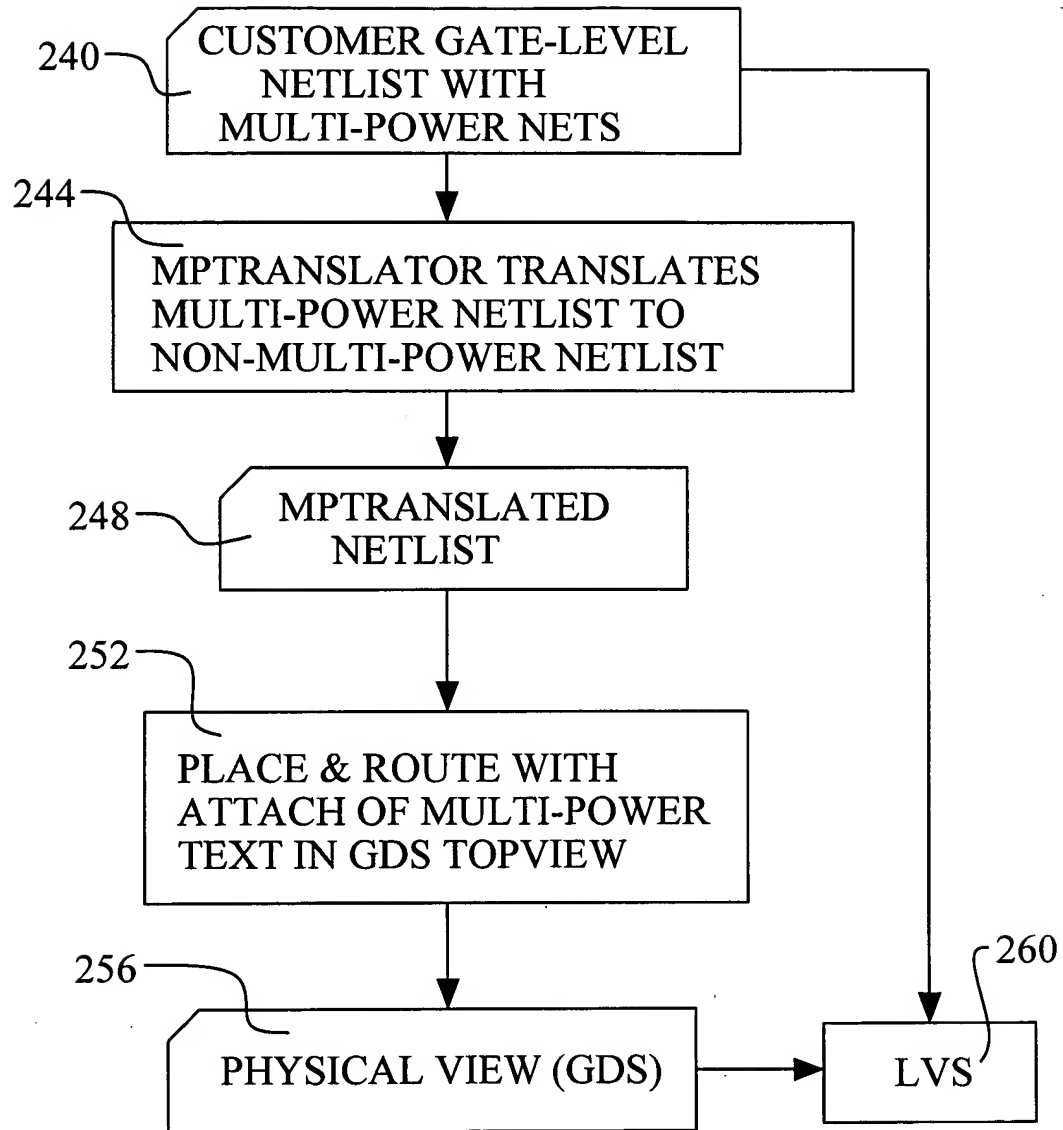 240
CUSTOMER GATE-LEVEL
NETLIST WITH
MULTI-POWER NETS
244
MPTRANSLATOR TRANSLATES
MULTI-POWER NETLIST TO
NON-MULTI-POWER NETLIST
248
MPTRANSLATED
NETLIST
252
PLACE & ROUTE WITH
ATTACH OF MULTI-POWER
TEXT IN GDS TOPVIEW
256
PHYSICAL VIEW (GDS)
260
LVS